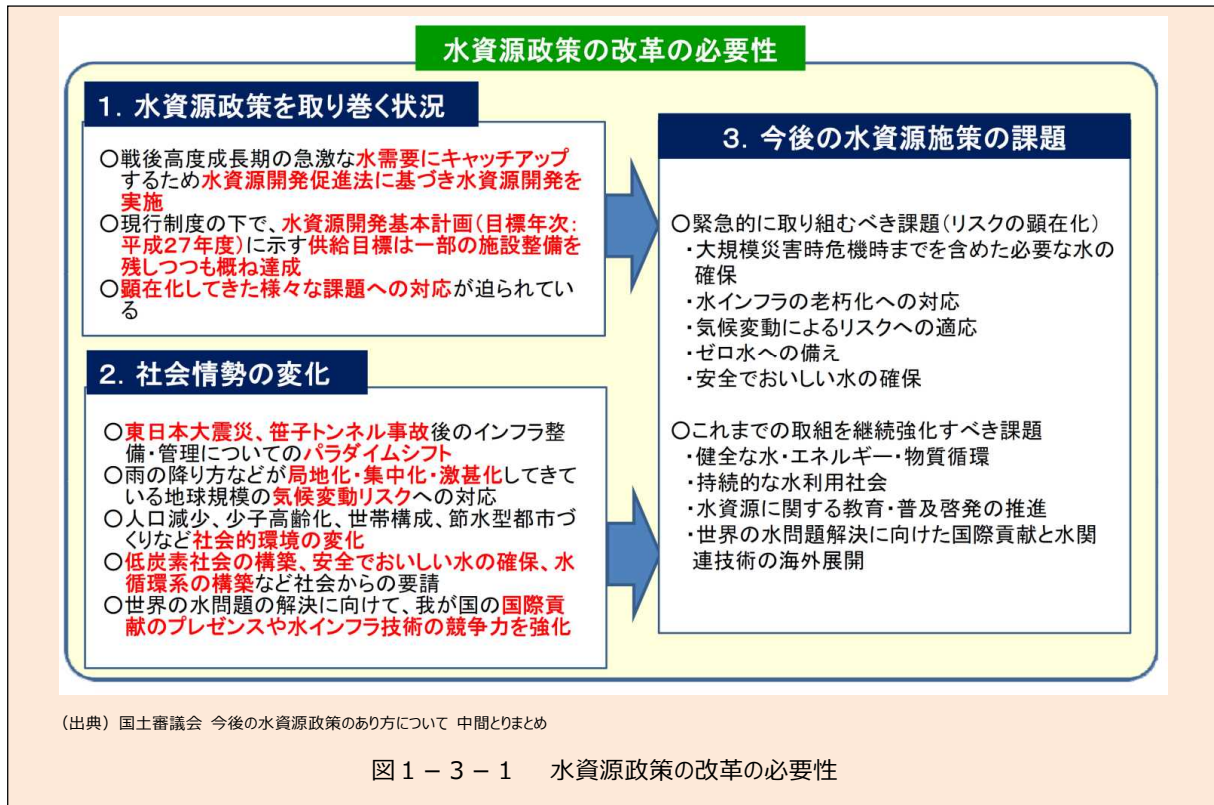 水資源政策の改革の必要性
1．水資源政策を取り巻く状況
○戦後高度成長期の急激な水需要にキャッチアップ
するため水資源開発促進法に基づき水資源開発を
実施
○現行制度の下で、水資源開発基本計画(目標年次：
平成27年度)に示す供給目標は一部の施設整備を
残しつつも概ね達成
○顕在化してきた様々な課題への対応が迫られてい
る
2．社会情勢の変化
○東日本大震災、笹子トンネル事故後のインフラ整
備・管理についてのパラダイムシフト
○雨の降り方などが局地化・集中化・激甚化してきて
いる地球規模の気候変動リスクへの対応
○人口減少、少子高齢化、世帯構成、節水型都市づ
くりなど社会的環境の変化
○低炭素社会の構築、安全でおいしい水の確保、水
循環系の構築など社会からの要請
○世界の水問題の解決に向けて、我が国の国際貢
献のプレゼンスや水インフラ技術の競争力を強化
3．今後の水資源施策の課題
○緊急的に取り組むべき課題(リスクの顕在化)
・大規模災害時危機時までを含めた必要な水の
確保
・水インフラの老朽化への対応
・気候変動によるリスクへの適応
・ゼロ水への備え
・安全でおいしい水の確保
○これまでの取組を継続強化すべき課題
・健全な水・エネルギー・物質循環
・持続的な水利用社会
・水資源に関する教育・普及啓発の推進
・世界の水問題解決に向けた国際貢献と水関
連技術の海外展開
（出典）国土審議会 今後の水資源政策のあり方について 中間とりまとめ
図１－３－１ 水資源政策の改革の必要性